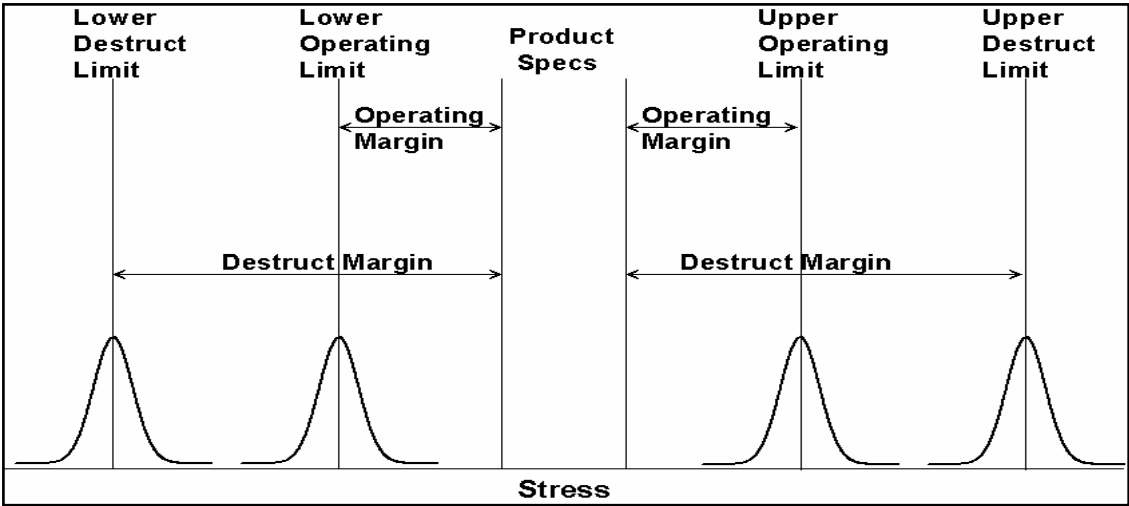 Lower
Destruct
Limit
Lower
Operating
Limit
Product
Specs
Upper
Operating
Limit
Upper
Destruct
Limit
Operating
Margin
Operating
Margin
Destruct Margin
Destruct Margin
Stress